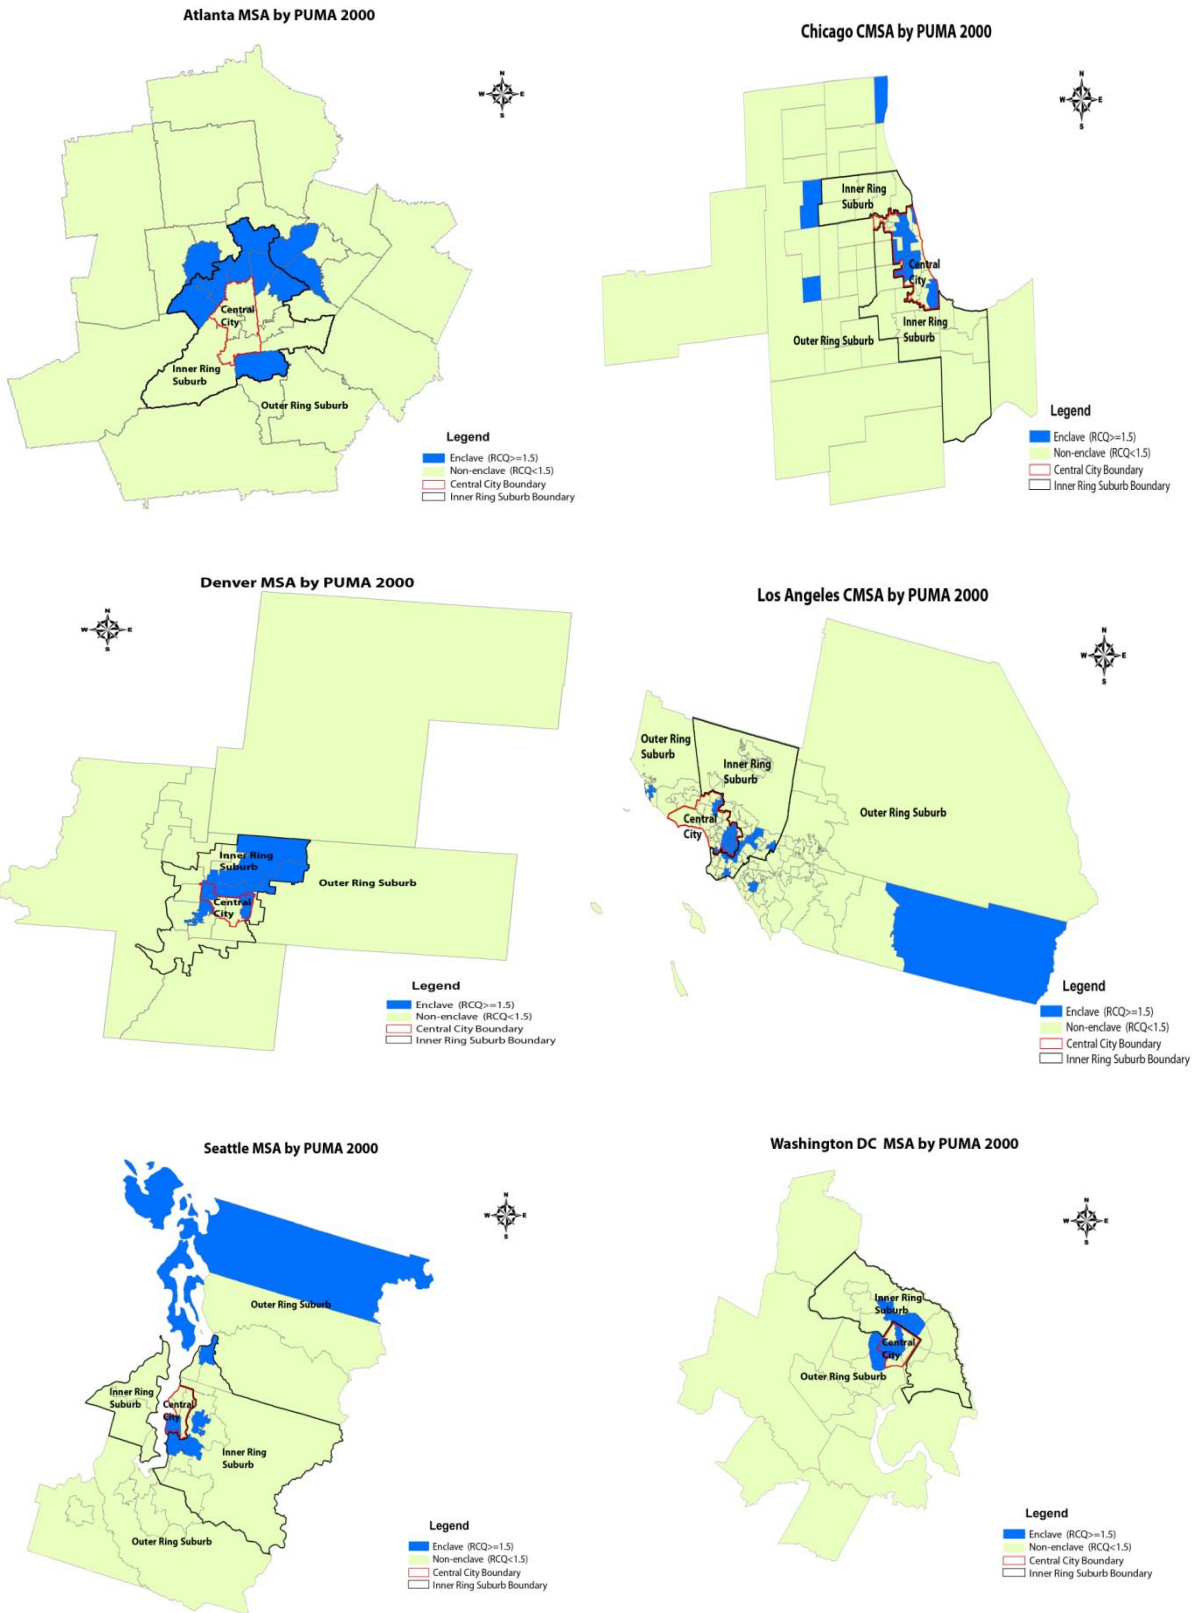 Atlanta MSA by PUMA 2000
N
W E
S
Central
City
Inner Ring
Suburb
Outer Ring Suburb
Legend
Enclave (RCQ>=1.5)
Non-enclave (RCQ<1.5)
Central City Boundary
Inner Ring Suburb Boundary
Chicago CMSA by PUMA 2000
N
W E
S
Inner Ring
Suburb
Central
City
Inner Ring
Suburb
Outer Ring Suburb
Legend
Enclave (RCQ>=1.5)
Non-enclave (RCQ<1.5)
Central City Boundary
Inner Ring Suburb Boundary
Denver MSA by PUMA 2000
N
W E
S
Inner Ring
Suburb
Outer Ring Suburb
Central
City
Legend
Enclave (RCQ>=1.5)
Non-enclave (RCQ<1.5)
Central City Boundary
Inner Ring Suburb Boundary
Los Angeles CMSA by PUMA 2000
N
W E
S
Outer Ring
Suburb
Inner Ring
Suburb
Outer Ring Suburb
Central
City
Legend
Enclave (RCQ>=1.5)
Non-enclave (RCQ<1.5)
Central City Boundary
Inner Ring Suburb Boundary
Seattle MSA by PUMA 2000
N
W E
S
Outer Ring Suburb
Inner Ring
Suburb
Central
City
Inner Ring
Suburb
Outer Ring Suburb
Legend
Enclave (RCQ>=1.5)
Non-enclave (RCQ<1.5)
Central City Boundary
Inner Ring Suburb Boundary
Washington DC MSA by PUMA 2000
N
W E
S
Inner Ring
Suburb
Central
City
Outer Ring Suburb
Legend
Enclave (RCQ>=1.5)
Non-enclave (RCQ<1.5)
Central City Boundary
Inner Ring Suburb Boundary